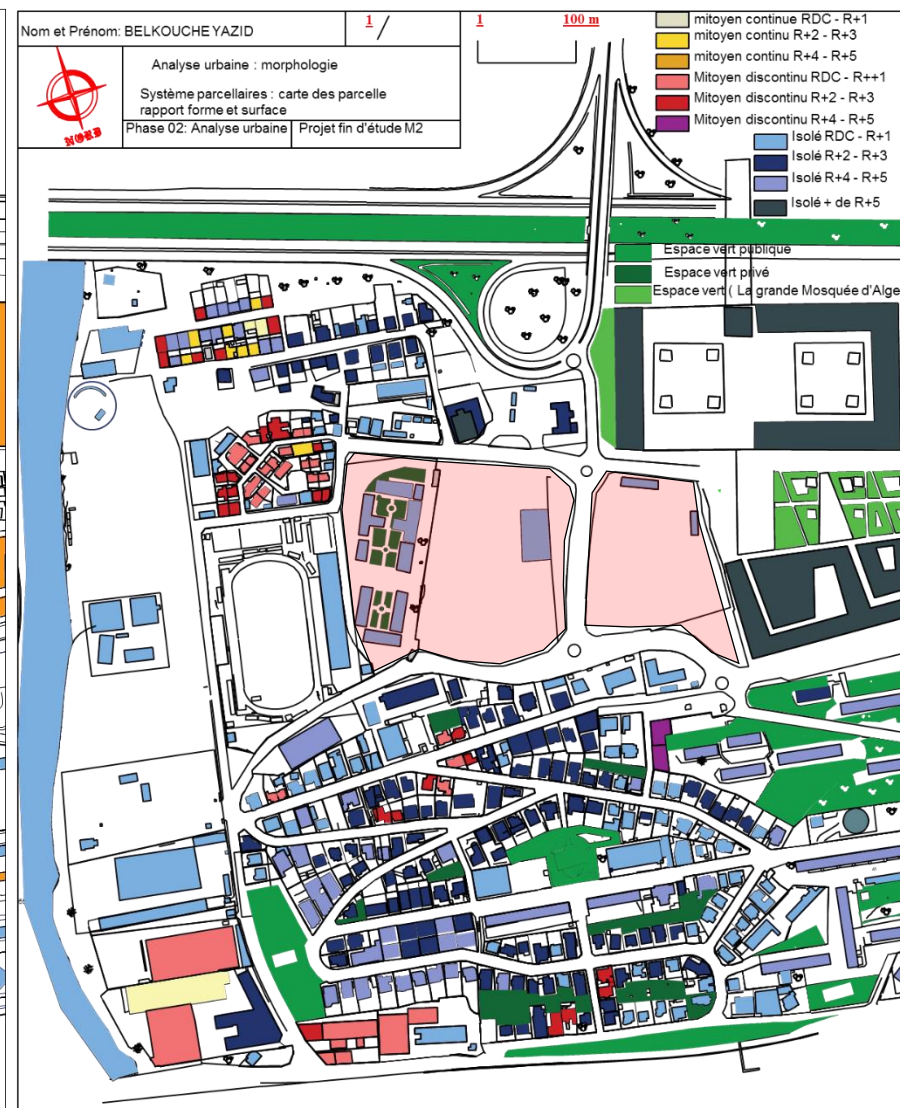 Nom et Prénom: BELKOUCHE YAZID
1 /
Analyse urbaine : morphologie
Système parcellaires : carte des parcelle
rapport forme et surface
Phase 02: Analyse urbaine
Projet fin d'étude M2
NORD
1 100 m
mitoyen continue RDC - R+1
mitoyen continu R+2 - R+3
mitoyen continu R+4 - R+5
Mitoyen discontinu RDC - R++1
Mitoyen discontinu R+2 - R+3
Mitoyen discontinu R+4 - R+5
Isolé RDC - R+1
Isolé R+2 - R+3
Isolé R+4 - R+5
Isolé + de R+5
Espace vert publique
Espace vert privé
Espace vert ( La grande Mosquée d'Alge